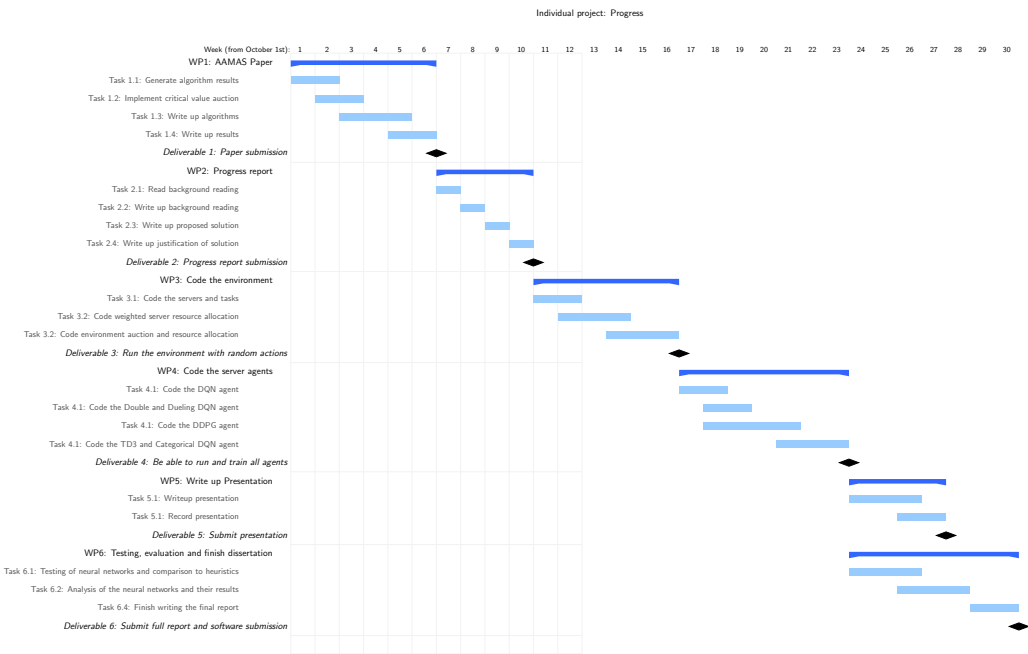 Individual project: Progress
Week (from October 1st): 1 2 3 4 5 6 7 8 9 10 11 12 13 14 15 16 17 18 19 20 21 22 23 24 25 26 27 28 29 30
WP1: AAMAS Paper
Task 1.1: Generate algorithm results
Task 1.2: Implement critical value auction
Task 1.3: Write up algorithms
Task 1.4: Write up results
Deliverable 1: Paper submission
WP2: Progress report
Task 2.1: Read background reading
Task 2.2: Write up background reading
Task 2.3: Write up proposed solution
Task 2.4: Write up justification of solution
Deliverable 2: Progress report submission
WP3: Code the environment
Task 3.1: Code the servers and tasks
Task 3.2: Code weighted server resource allocation
Task 3.2: Code environment auction and resource allocation
Deliverable 3: Run the environment with random actions
WP4: Code the server agents
Task 4.1: Code the DQN agent
Task 4.1: Code the Double and Dueling DQN agent
Task 4.1: Code the DDPG agent
Task 4.1: Code the TD3 and Categorical DQN agent
Deliverable 4: Be able to run and train all agents
WP5: Write up Presentation
Task 5.1: Writeup presentation
Task 5.1: Record presentation
Deliverable 5: Submit presentation
WP6: Testing, evaluation and finish dissertation
Task 6.1: Testing of neural networks and comparison to heuristics
Task 6.2: Analysis of the neural networks and their results
Task 6.4: Finish writing the final report
Deliverable 6: Submit full report and software submission